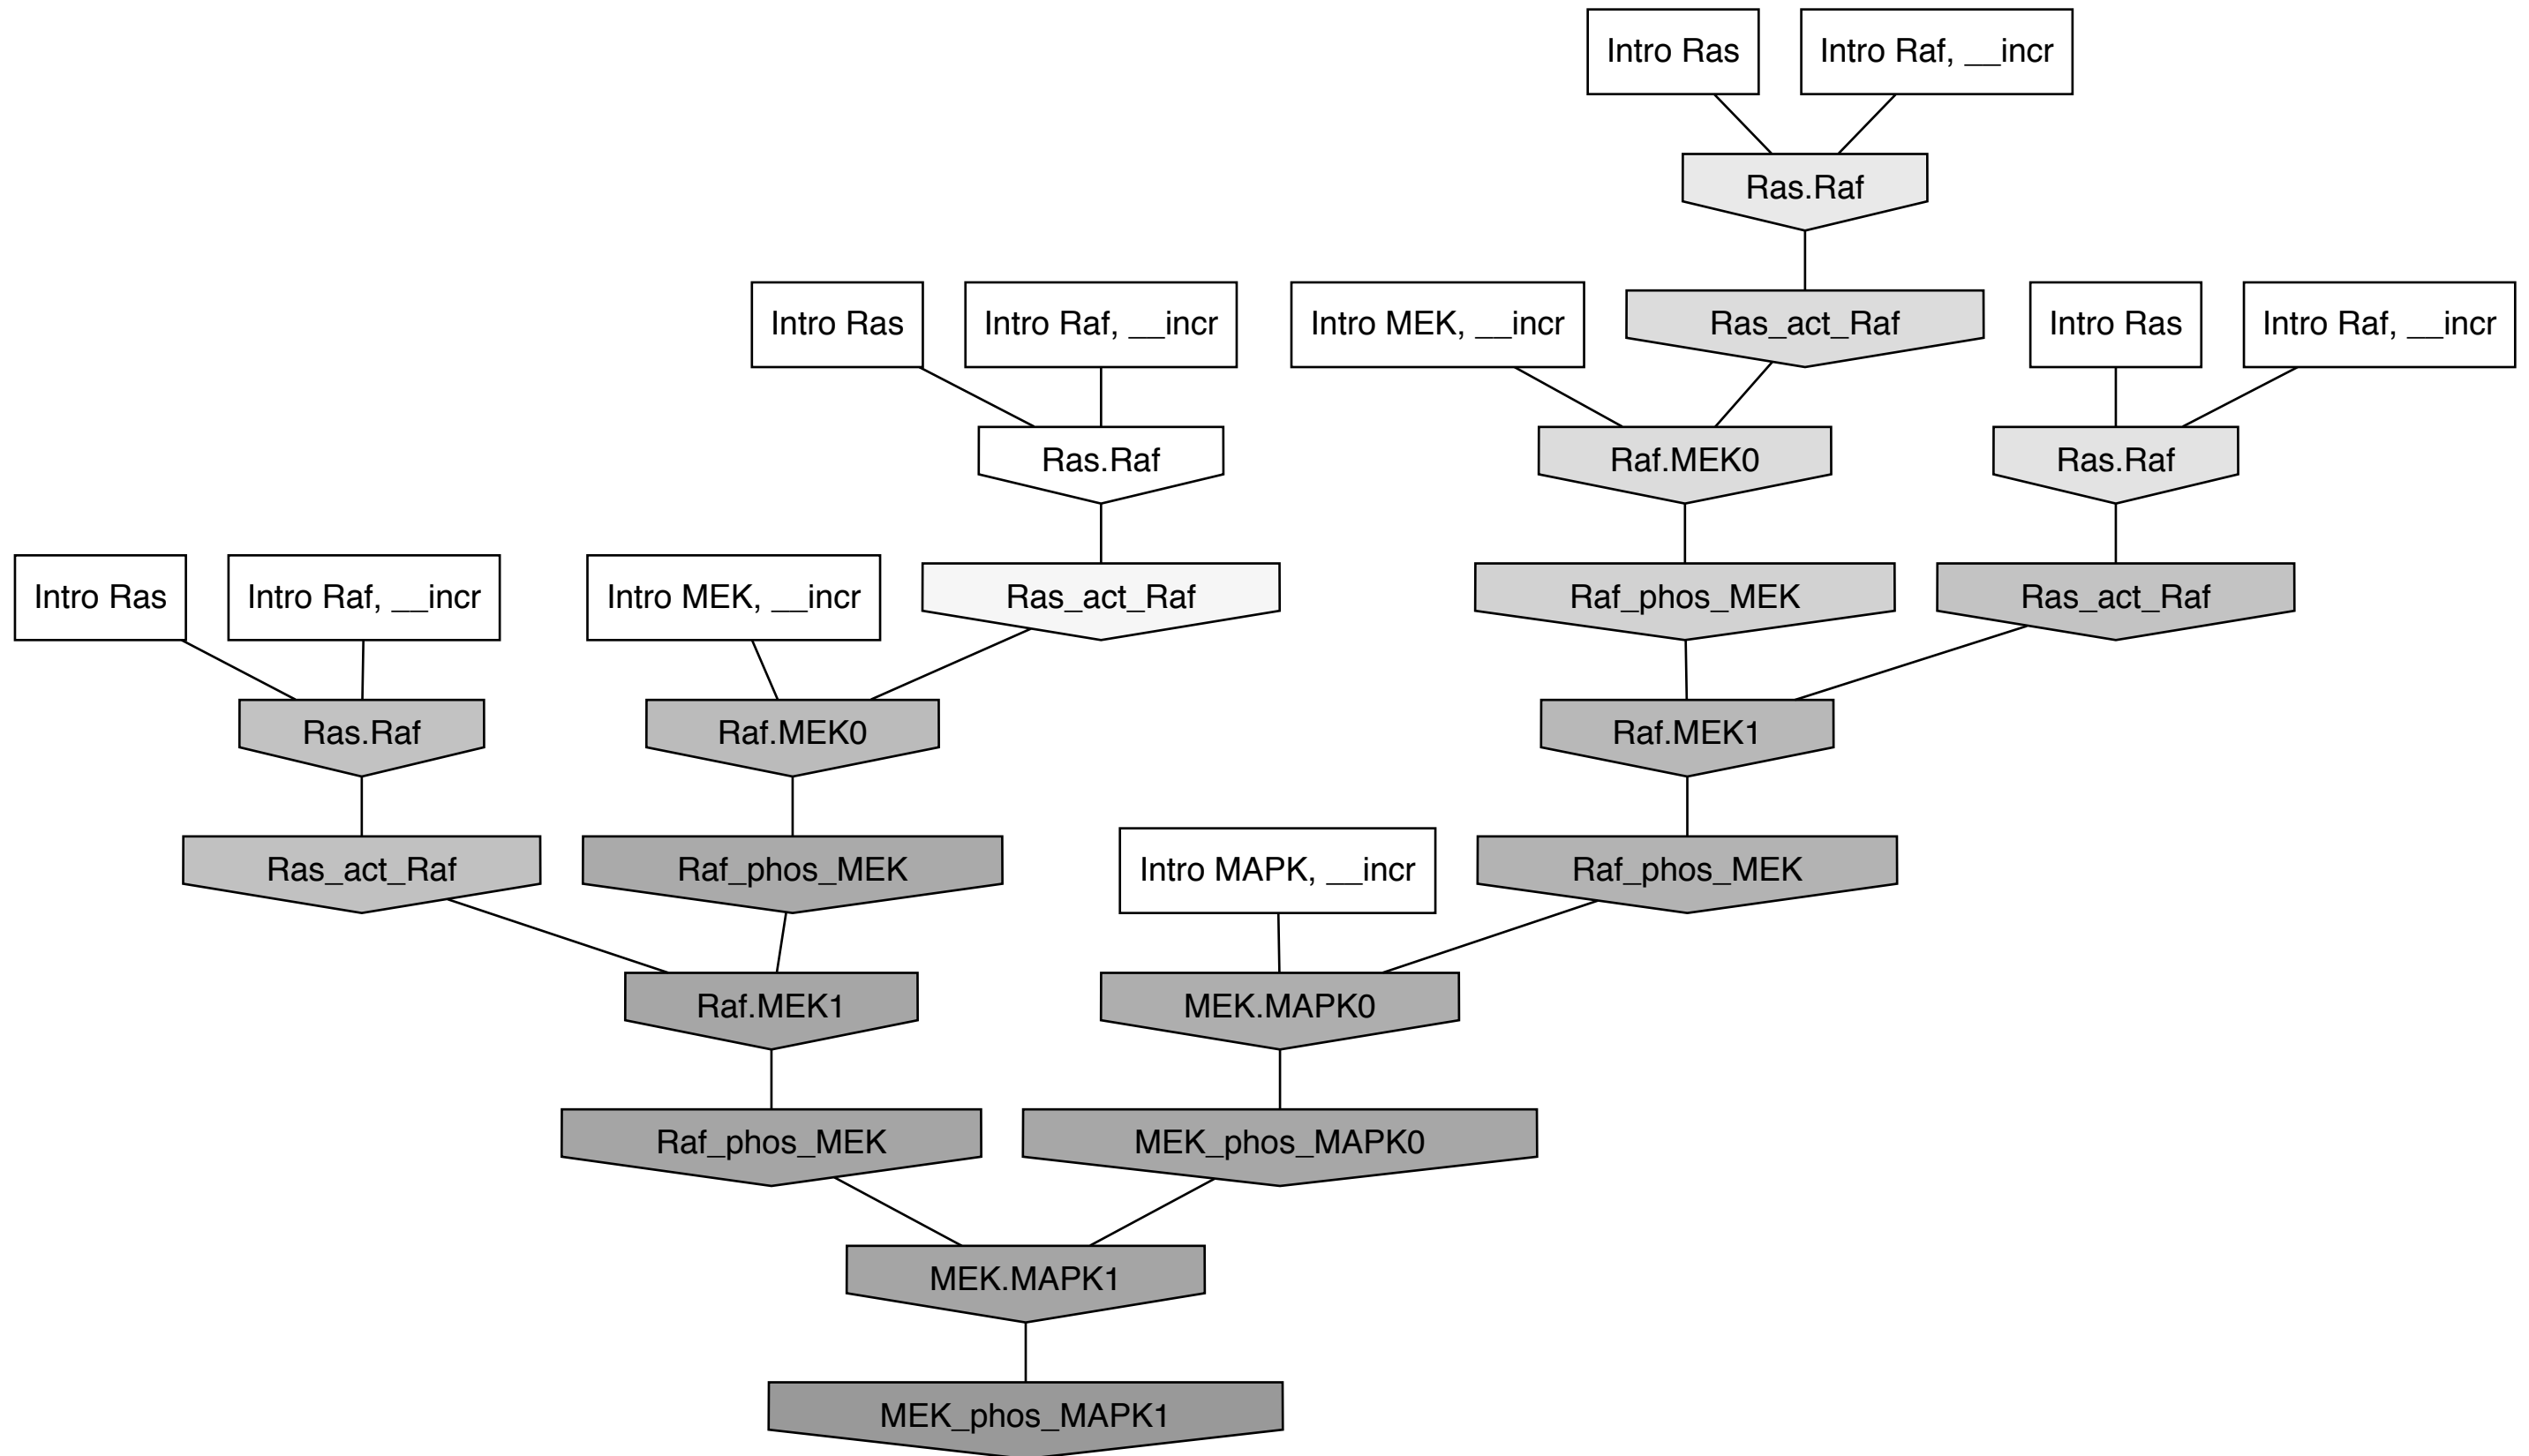 Intro Ras
Intro Raf, __incr
Ras.Raf
Intro Ras
Intro Raf, __incr
Intro MEK, __incr
Ras_act_Raf
Intro Ras
Intro Raf, __incr
Ras.Raf
Raf.MEK0
Ras.Raf
Intro Ras
Intro Raf, __incr
Intro MEK, __incr
Ras_act_Raf
Raf_phos_MEK
Ras_act_Raf
Ras.Raf
Raf.MEK0
Raf.MEK1
Ras_act_Raf
Raf_phos_MEK
Intro MAPK, __incr
Raf_phos_MEK
Raf.MEK1
MEK.MAPK0
Raf_phos_MEK
MEK_phos_MAPK0
MEK.MAPK1
MEK_phos_MAPK1